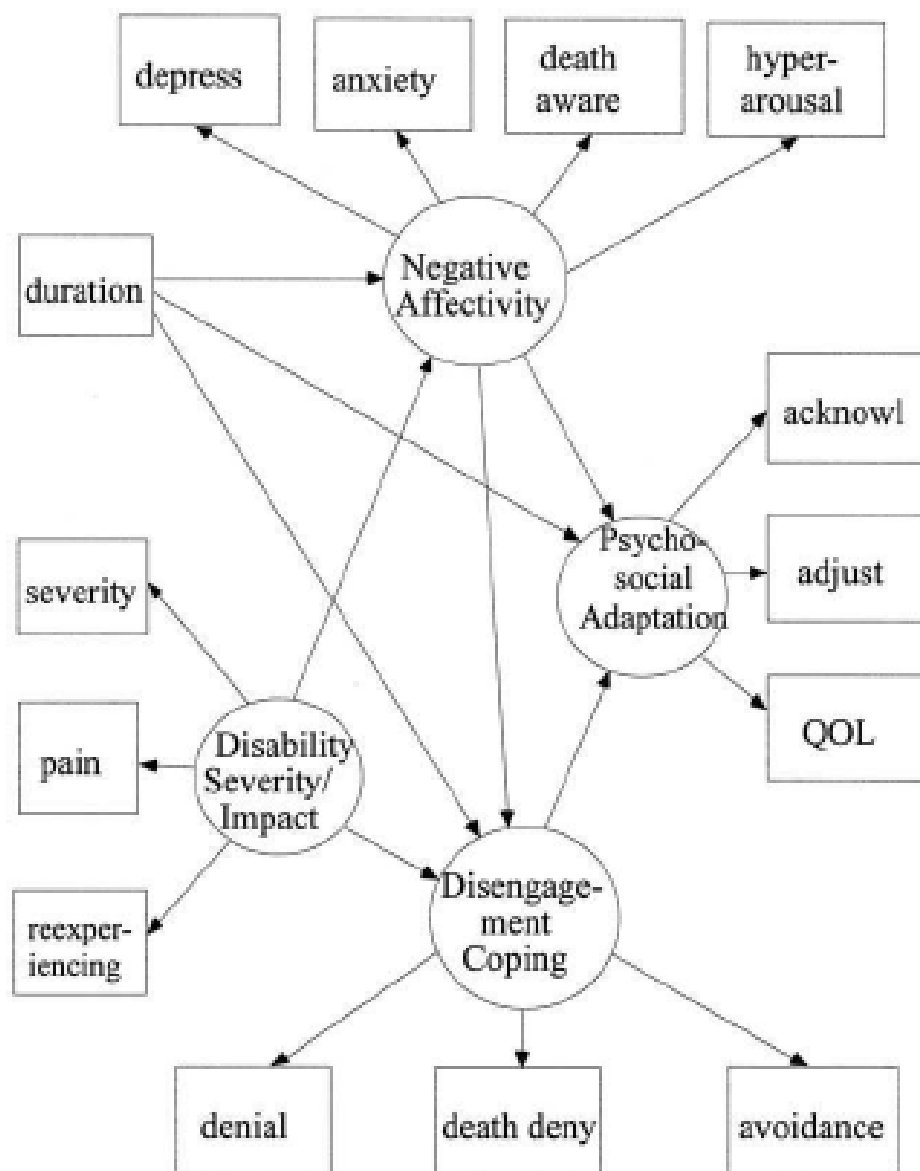 depress
anxiety
death
aware
hyper-
arousal
duration
Negative
Affectivity
acknowl
severity
Psycho-
social
Adaptation
adjust
pain
Disability
Severity/
Impact
QOL
reexper-
iencing
Disengage-
ment
Coping
denial
death deny
avoidance